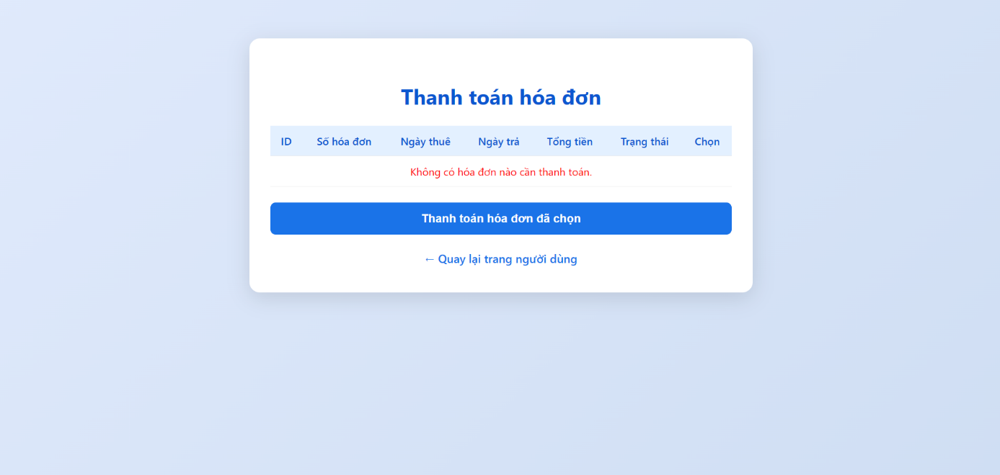 Thanh toán hóa đơn
ID Số hóa đơn Ngày thuê Ngày trả Tổng tiền Trạng thái Chọn
Không có hóa đơn nào cần thanh toán.
Thanh toán hóa đơn đã chọn
← Quay lại trang người dùng